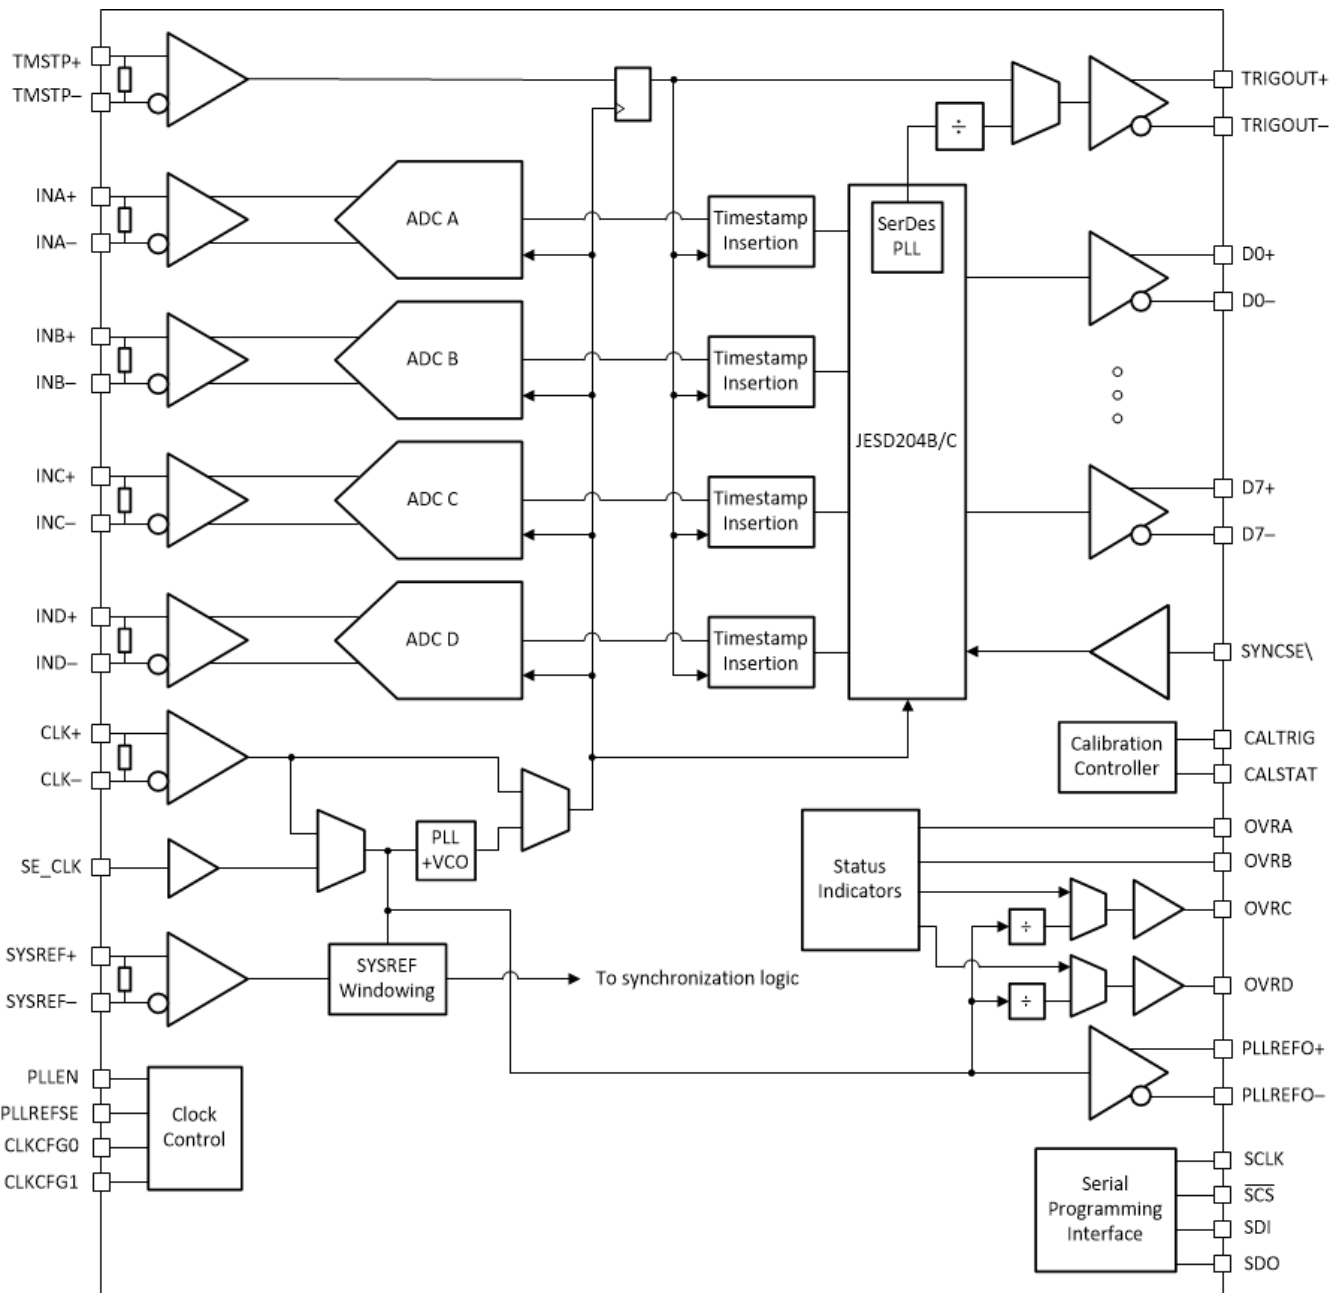 TMSTP+
TMSTP–
TRIGOUT+
TRIGOUT–
÷
INA+
INA–
ADC A
Timestamp
Insertion
SerDes
PLL
D0+
D0–
INB+
INB–
ADC B
Timestamp
Insertion
JESD204B/C
INC+
INC–
ADC C
Timestamp
Insertion
D7+
D7–
IND+
IND–
ADC D
Timestamp
Insertion
SYNCSE\
CLK+
CLK–
Calibration
Controller
CALTRIG
CALSTAT
SE_CLK
PLL
+VCO
Status
Indicators
OVRA
OVRB
OVRC
OVRD
÷
÷
SYSREF+
SYSREF–
SYSREF
Windowing
To synchronization logic
PLLREFO+
PLLREFO–
PLLEN
PLLREFSE
CLKCFG0
CLKCFG1
Clock
Control
Serial
Programming
Interface
SCLK
SCS
SDI
SDO